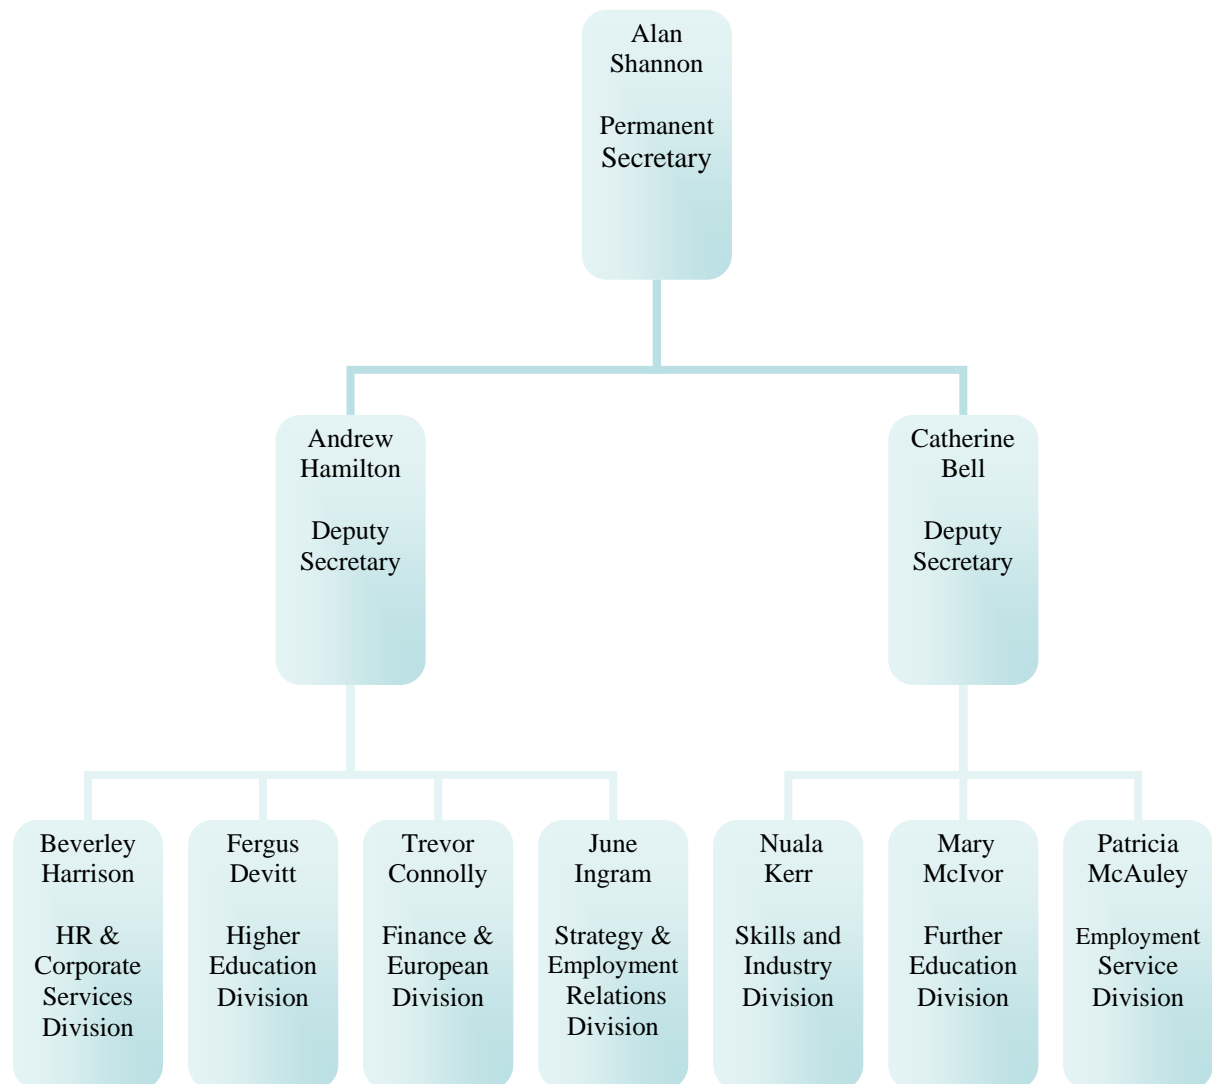 Alan
Shannon
Permanent
Secretary
Andrew
Hamilton
Deputy
Secretary
Catherine
Bell
Deputy
Secretary
Beverley
Harrison
HR &
Corporate
Services
Division
Fergus
Devitt
Higher
Education
Division
Trevor
Connolly
Finance &
European
Division
June
Ingram
Strategy &
Employment
Relations
Division
Nuala
Kerr
Skills and
Industry
Division
Mary
McIvor
Further
Education
Division
Patricia
McAuley
Employment
Service
Division